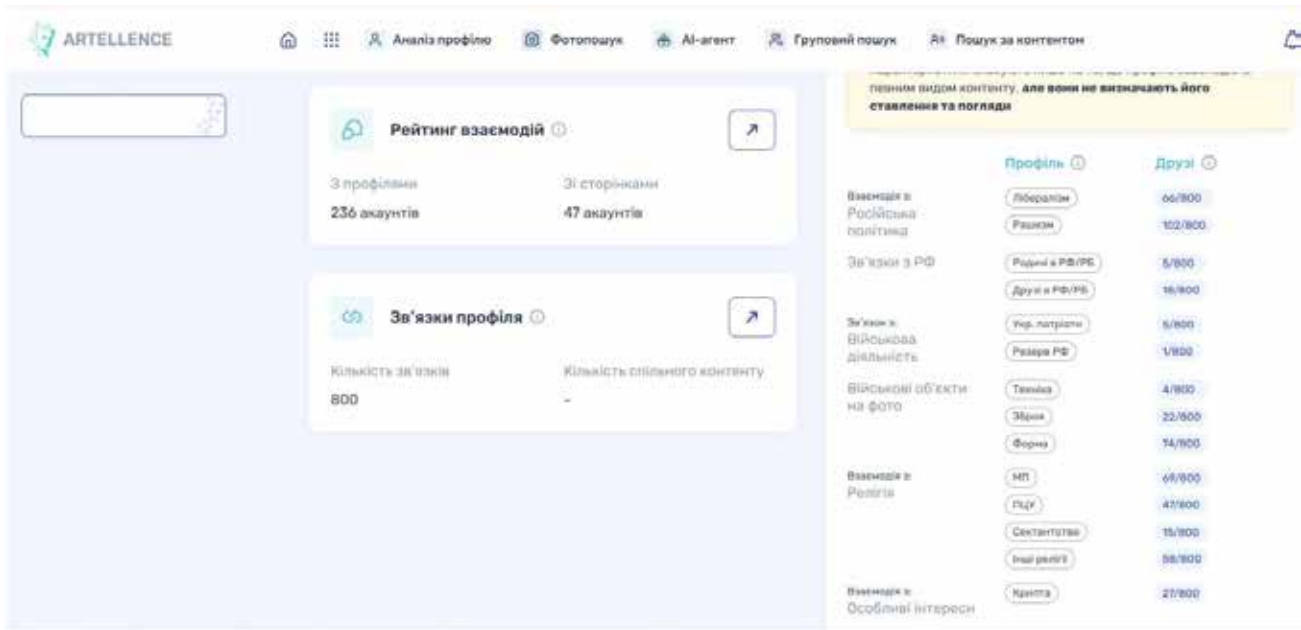 ARTELLENCE
Аналіз профілю
Фотопошук
AI-агент
Груповий пошук
Пошук за контентом
Рейтинг взаємодій
З профілями
Зі сторінками
236 акаунтів
47 акаунтів
Зв'язки профіля
Кількість зв'язків
Кількість спільного контенту
800
-
певним видом контенту, але вони не визначають його
ставлення та погляди
Профіль
Друзі
Взаємодія з:
Російська
політика
Лібералізм
66/800
Рашизм
102/800
Зв'язки з РФ
Родичі в РФ/РБ
5/800
Друзі в РФ/РБ
18/800
Зв'язки з:
Військова
діяльність
Укр. патріоти
5/800
Резерв РФ
1/800
Військові об'єкти
на фото
Техніка
4/800
Зброя
22/800
Форма
74/800
Взаємодія з:
Релігія
МП
69/800
ПЦУ
47/800
Сектантство
15/800
Інші релігії
58/800
Взаємодія з:
Особливі інтереси
Крипта
27/800